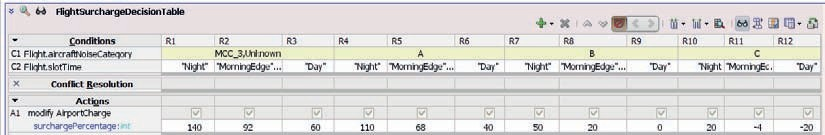 FlightSurchargeDecisionTable
Conditions R1 R2 R3 R4 R5 R6 R7 R8 R9 R10 R11 R12
C1 Flight.aircraftNoiseCategory MCC_3,Unknown A B C
C2 Flight.slotTime "Night" "MorningEdge"... "Day" "Night" "MorningEdge"... "Day" "Night" "MorningEdge"... "Day" "Night "MorningEc. "Day"
Conflict Resolution
Actions
A1 modify AirportCharge
surchargePercentage:int 140 92 60 110 68 40 50 20 0 20 -4 -20